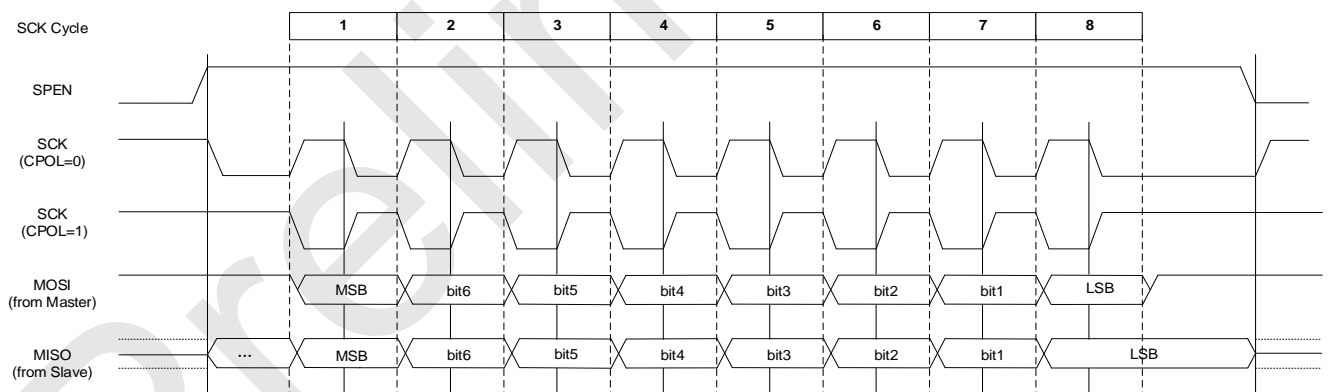 SCK Cycle 1 2 3 4 5 6 7 8
SPEN
SCK
(CPOL=0)
SCK
(CPOL=1)
MOSI
(from Master)
MSB bit6 bit5 bit4 bit3 bit2 bit1 LSB
MISO
(from Slave)
... MSB bit6 bit5 bit4 bit3 bit2 bit1 LSB
Prelim